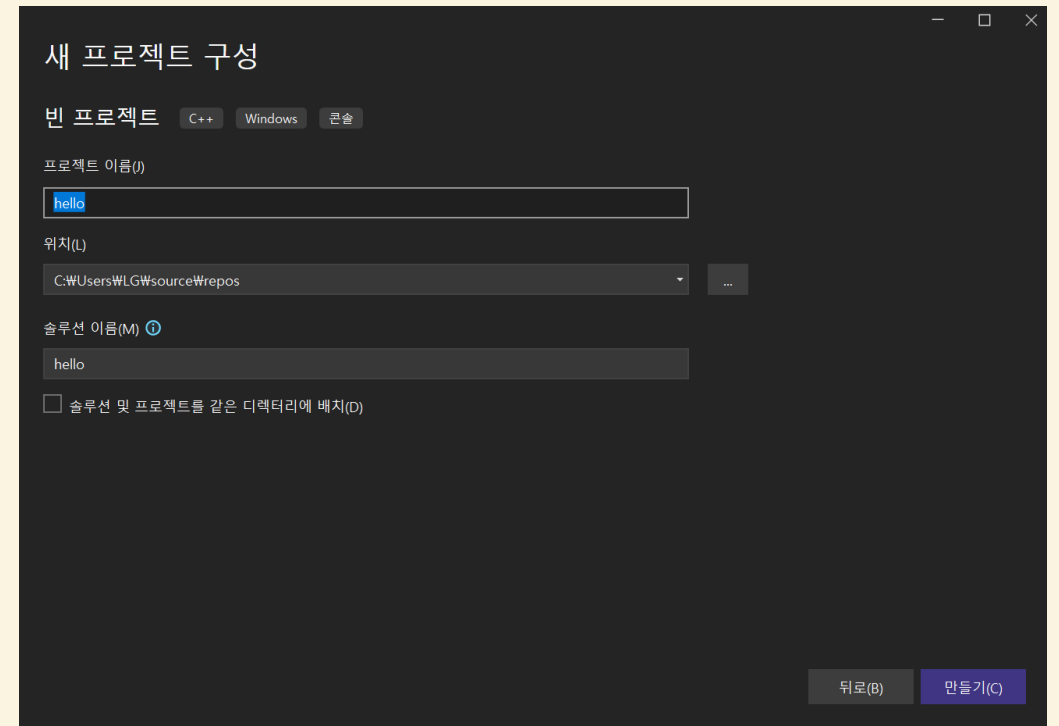 새 프로젝트 구성
빈 프로젝트 C++ Windows 콘솔
프로젝트 이름(J)
hello
위치(L)
C:₩Users₩LG₩source₩repos
...
솔루션 이름(M)
hello
솔루션 및 프로젝트를 같은 디렉터리에 배치(D)
뒤로(B) 만들기(C)